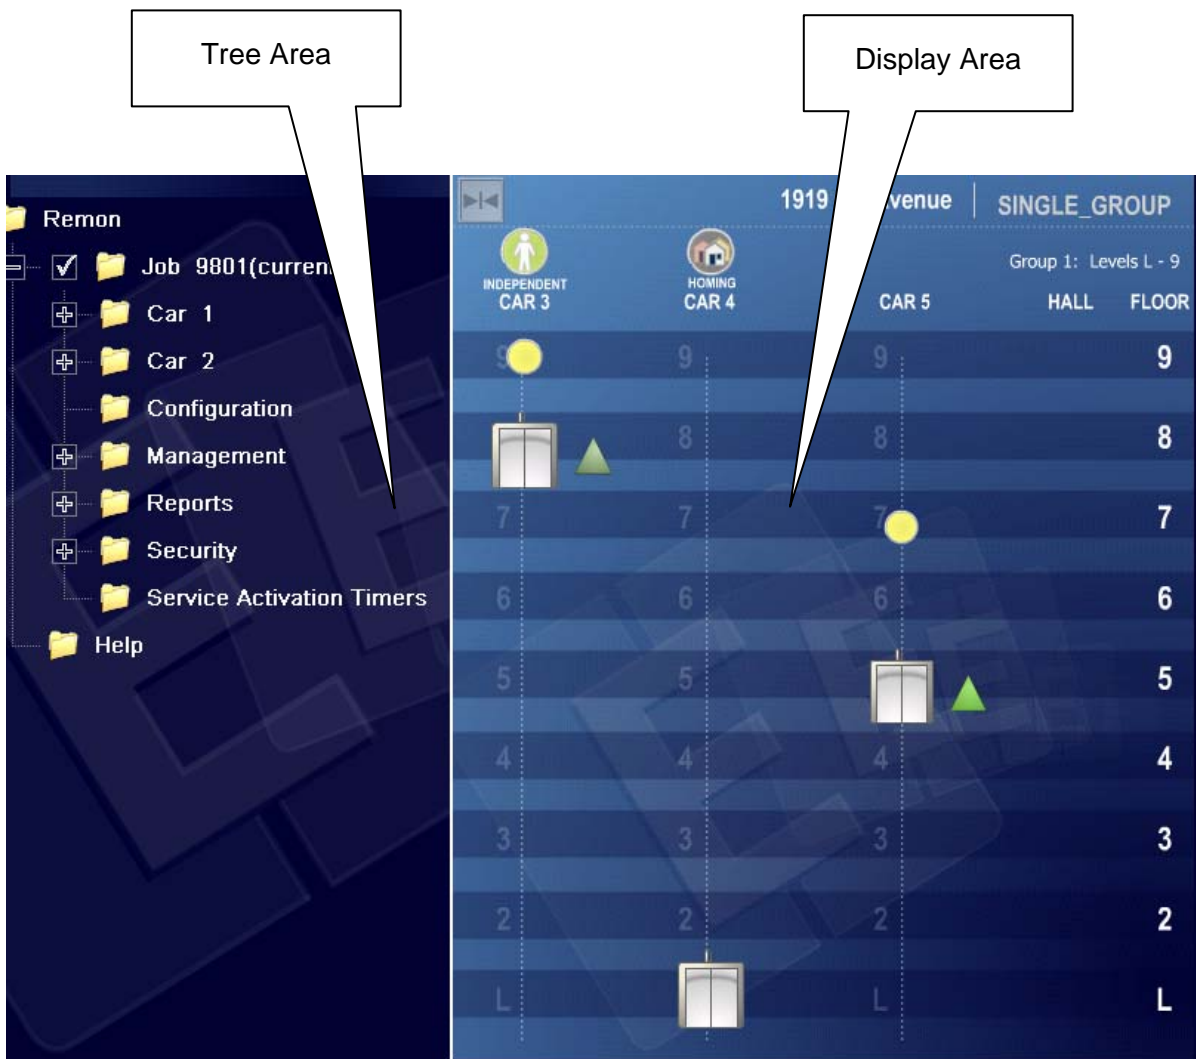 Tree Area
Display Area
Remon
Job 9801(curren
Car 1
Car 2
Configuration
Management
Reports
Security
Service Activation Timers
Help
1919 venue | SINGLE_GROUP
Group 1: Levels L - 9
INDEPENDENT
CAR 3
HOMING
CAR 4
CAR 5
HALL
FLOOR
9 9 9 9
8 8 8
7 7 7 7
6 6 6 6
5 5 5
4 4 4 4
3 3 3 3
2 2 2 2
L L L